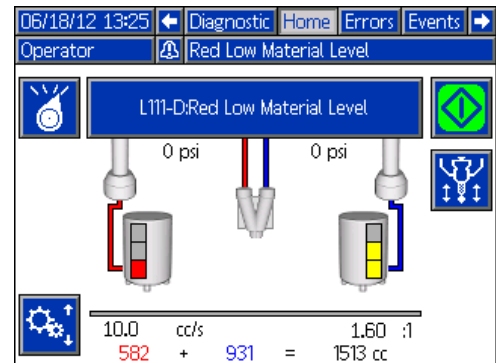 06/18/12 13:25 Diagnostic Home Errors Events
Operator Red Low Material Level
L111-D:Red Low Material Level
0 psi 0 psi
10.0 cc/s 1.60 :1
582 + 931 = 1513 cc